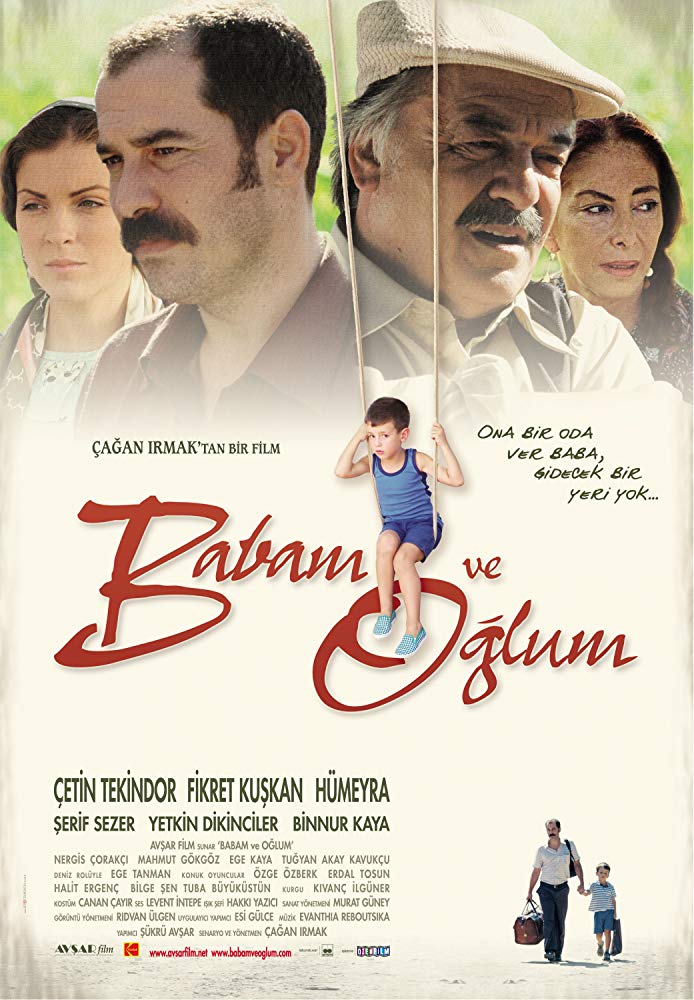 ÇAĞAN IRMAK'TAN BİR FİLM
ONA BİR ODA
VER BABA,
GİDECEK BİR
YERİ YOK...
Babam ve
Oğlum
ÇETİN TEKİNDOR FİKRET KUŞKAN HÜMEYRA
ŞERİF SEZER YETKİN DİKİNCİLER BİNNUR KAYA
AVŞAR FİLM SUNAR 'BABAM ve OĞLUM'
NERGİS ÇORAKÇI MAHMUT GÖKGÖZ EGE KAYA TUĞYAN AKAY KAVUKÇU
DENİZ ROLÜYLE EGE TANMAN KONUK OYUNCULAR ÖZGE ÖZBERK ERDAL TOSUN
HALİT ERGENÇ BİLGE ŞEN TUBA BÜYÜKÜSTÜN KURGU KIVANÇ İLGÜNER
KOSTÜM CANAN ÇAYIR SES LEVENT İNTEPE IŞIK ŞEFİ HAKKI YAZICI SANAT YÖNETMENİ MURAT GÜNEY
GÖRÜNTÜ YÖNETMENİ RIDVAN ÜLGEN UYGULAYICI YAPIMCI ESİ GÜLCE MÜZİK EVANTHIA REBOUTSIKA
YAPIMCI ŞÜKRÜ AVŞAR SENARYO VE YÖNETMEN ÇAĞAN IRMAK
AVŞAR film Kodak www.avsarfilm.net www.babamveoglum.com ÖZENFİLM